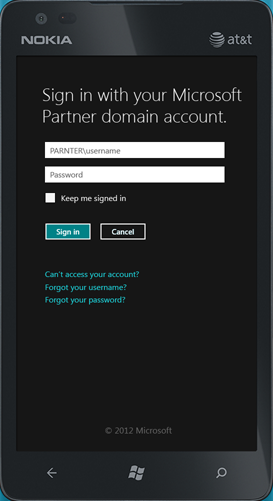 NOKIA
at&t
Sign in with your Microsoft
Partner domain account.
PARNTER\username
Password
Keep me signed in
Sign in
Cancel
Can't access your account?
Forgot your username?
Forgot your password?
© 2012 Microsoft